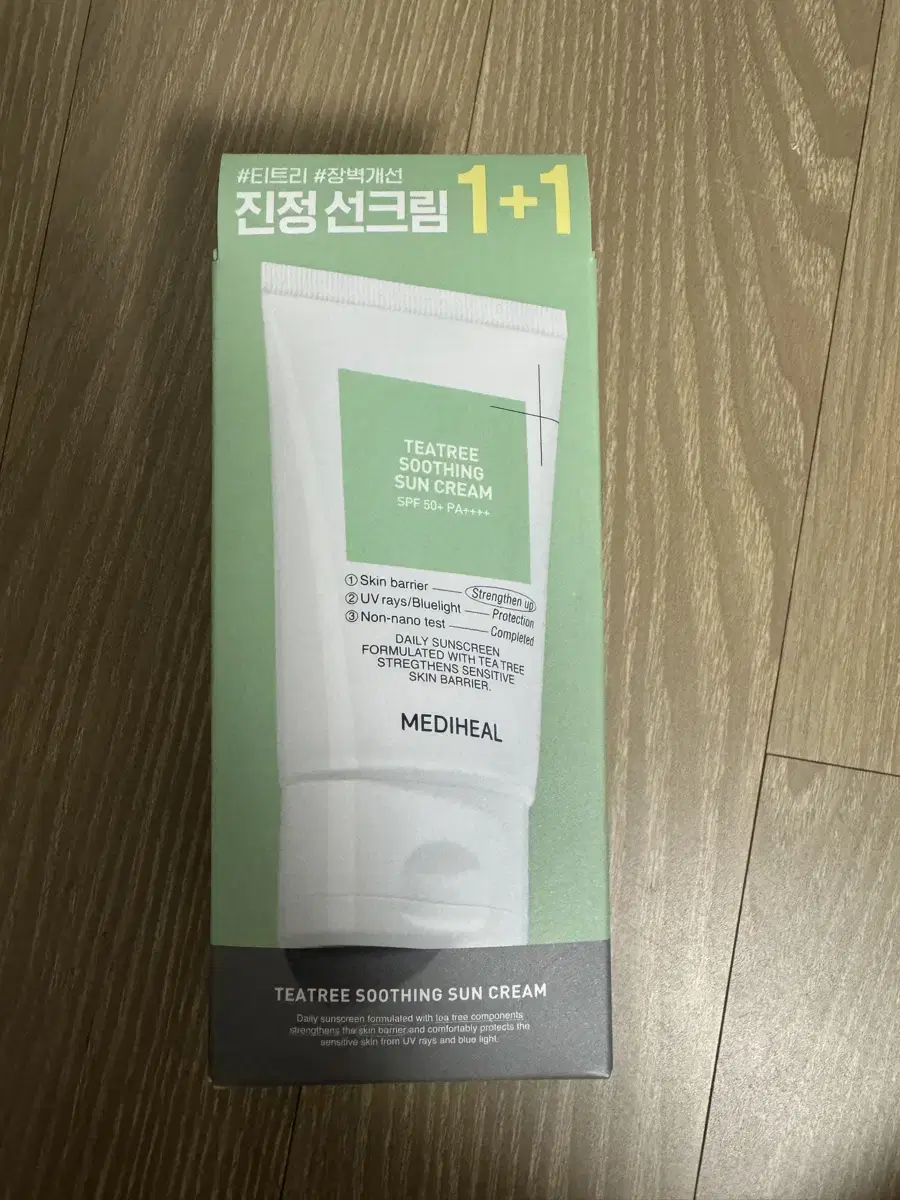 #티트리 #장벽개선
진정 선크림 1+1
TEATREE
SOOTHING
SUN CREAM
SPF 50+ PA++++
① Skin barrier Strengthen up
② UV rays/Bluelight Protection
③ Non-nano test Completed
DAILY SUNSCREEN
FORMULATED WITH TEA TREE
STREGTHENS SENSITIVE
SKIN BARRIER.
MEDIHEAL
TEATREE SOOTHING SUN CREAM
Daily sunscreen formulated with tea tree components
strengthens the skin barrier and comfortably protects the
sensitive skin from UV rays and blue light.